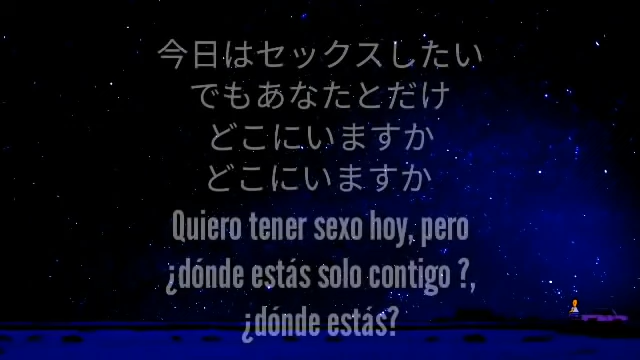 今日はセックスしたい
でもあなたとだけ
どこにいますか
どこにいますか
Quiero tener sexo hoy, pero
¿dónde estás solo contigo ?,
¿dónde estás?